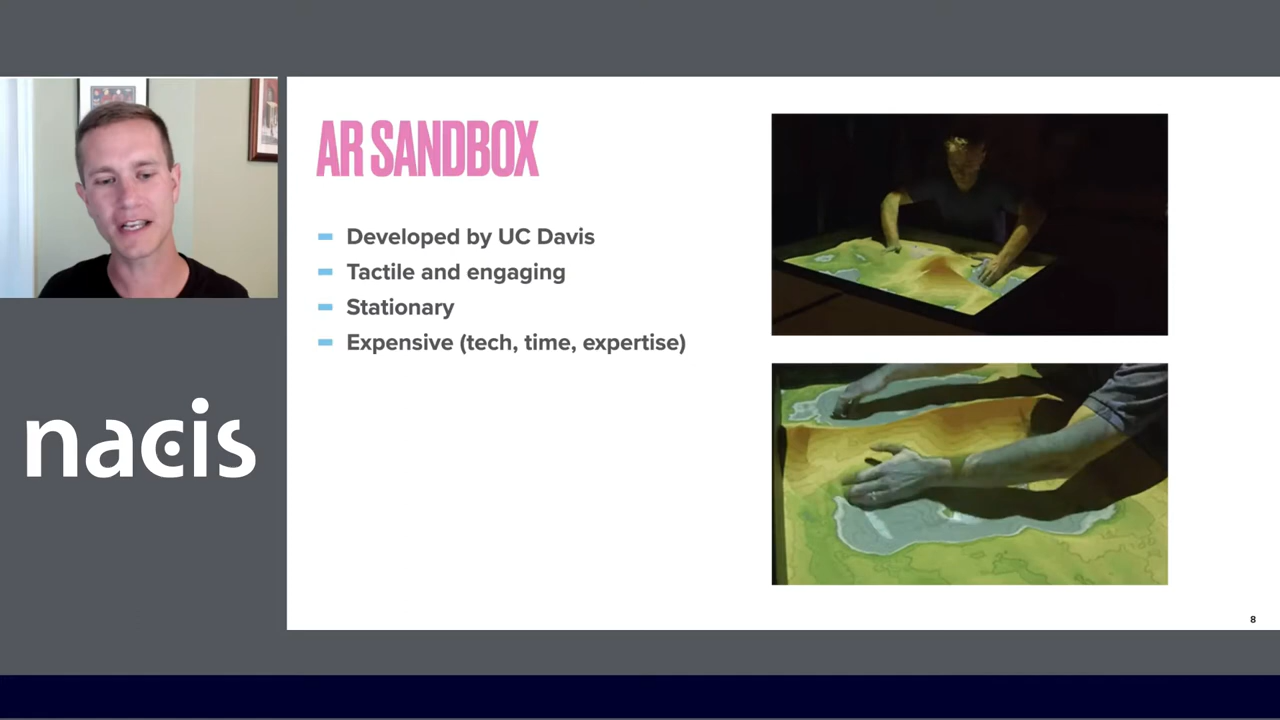 AR SANDBOX
Developed by UC Davis
Tactile and engaging
Stationary
Expensive (tech, time, expertise)
nacis
8